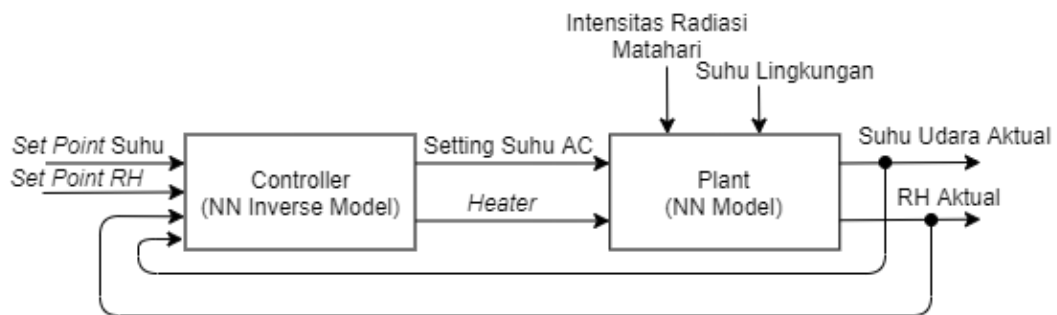 Intensitas Radiasi
Matahari
Suhu Lingkungan
Set Point Suhu
Set Point RH
Controller
(NN Inverse Model)
Setting Suhu AC
Heater
Plant
(NN Model)
Suhu Udara Aktual
RH Aktual